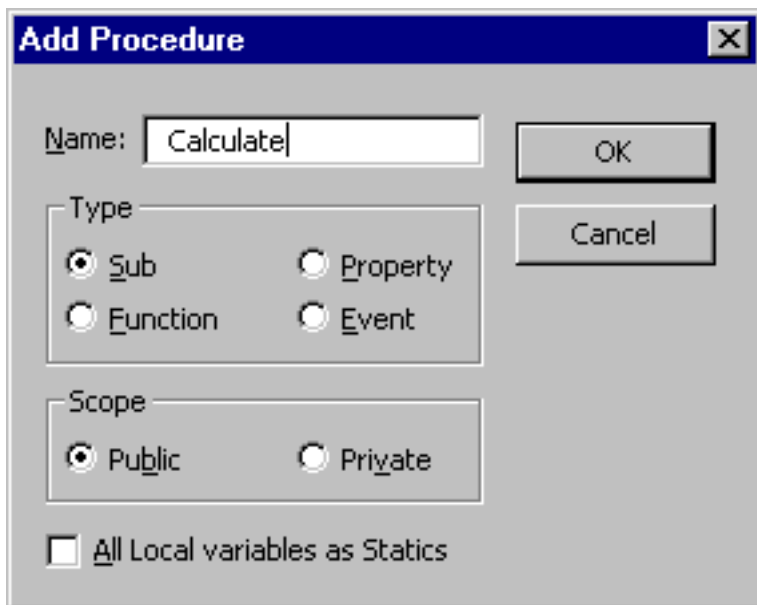 Add Procedure
Name: Calculate
OK
Type
Cancel
Sub Property
Function Event
Scope
Public Private
All Local variables as Statics